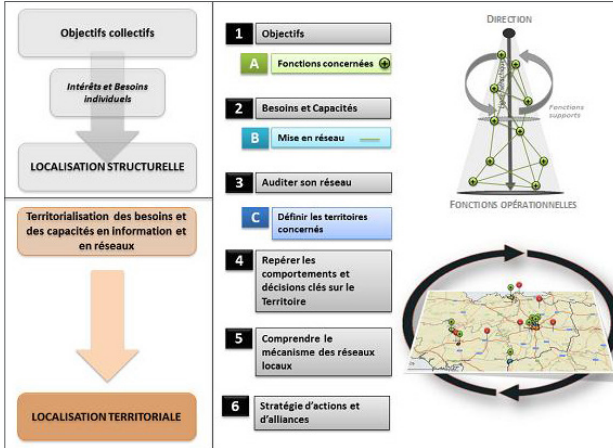 Objectifs collectifs
Intérêts et Besoins
individuels
LOCALISATION STRUCTURELLE
Territorialisation des besoins et
des capacités en information et
en réseaux
LOCALISATION TERRITORIALE
1 Objectifs
A Fonctions concernées
2 Besoins et Capacités
B Mise en réseau
3 Auditer son réseau
C Définir les territoires
concernés
4 Repérer les
comportements et
décisions clés sur le
Territoire
5 Comprendre le
mécanisme des réseaux
locaux
6 Stratégie d'actions et
d'alliances
DIRECTION
Fonctions
supports
FONCTIONS OPÉRATIONNELLES